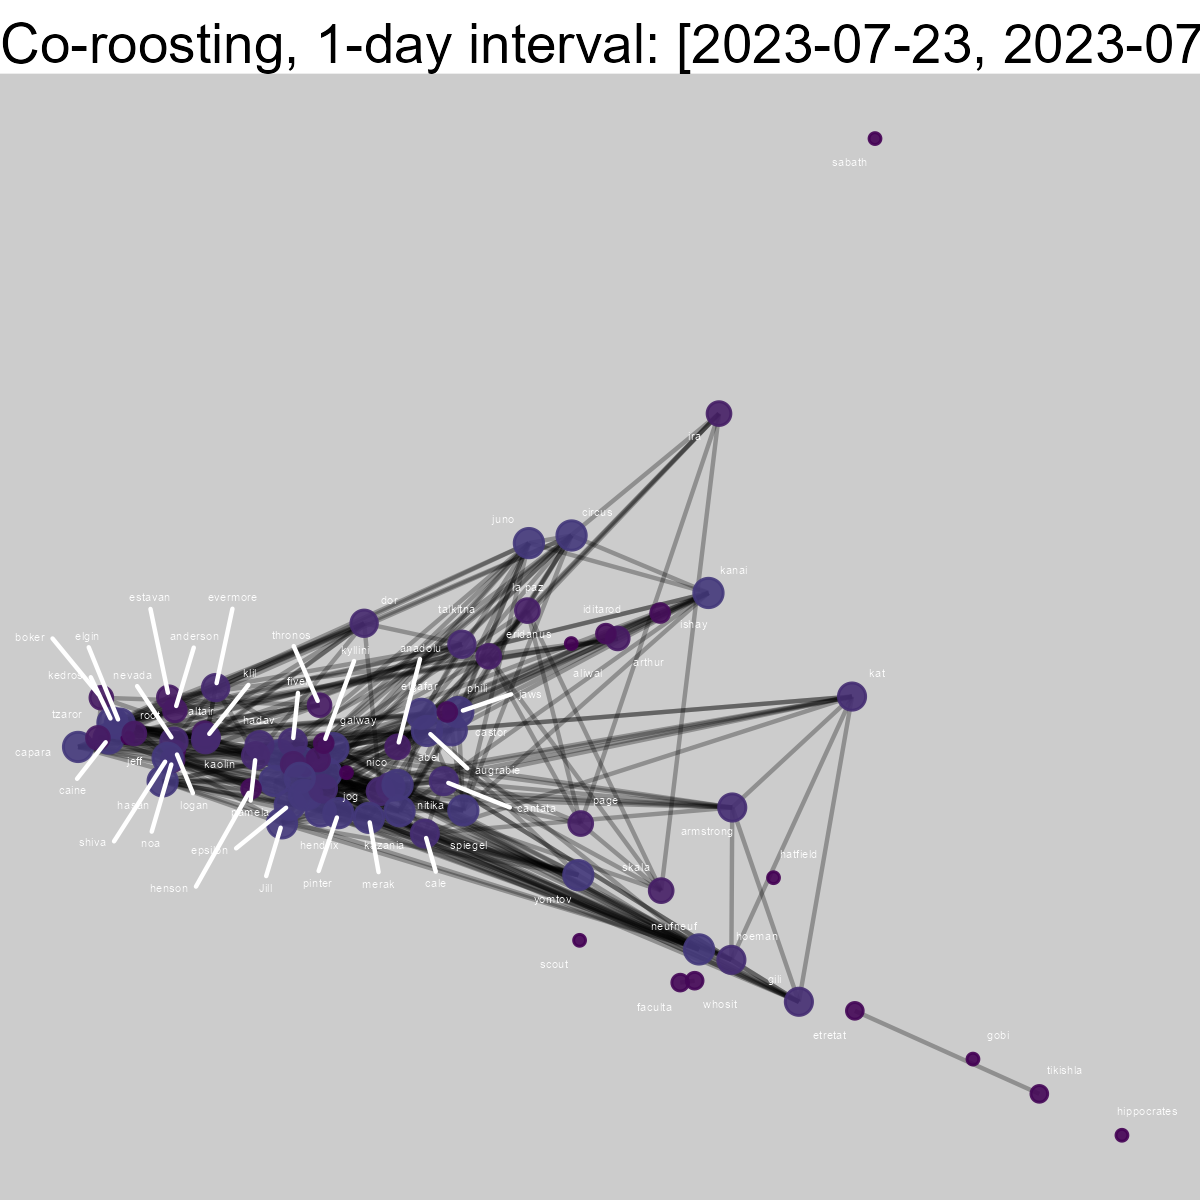 Co-roosting, 1-day interval: [2023-07-23, 2023-07
sabath
ira
circus
juno
kanai
la paz
dor
talkitna
iditarod
ishay
estavan
evermore
boker
elgin
anderson
thronos
kyllini
anadolu
eridanus
arthur
ajiwal
kat
kedros
nevada
klil
five
phili
jaws
tzaror
roof
altair
hadav
galway
castor
capara
jeff
kaolin
nico
abel
augrabie
caine
hasan
logan
pamela
jog
nitika
cantata
page
armstrong
shiva
noa
epsilon
hendrix
kazania
spiegel
hatfield
henson
Jill
pinter
merak
cale
skala
yomtov
neufneuf
hoeman
scout
gili
faculta
whosit
etretat
gobi
tikishla
hippocrates